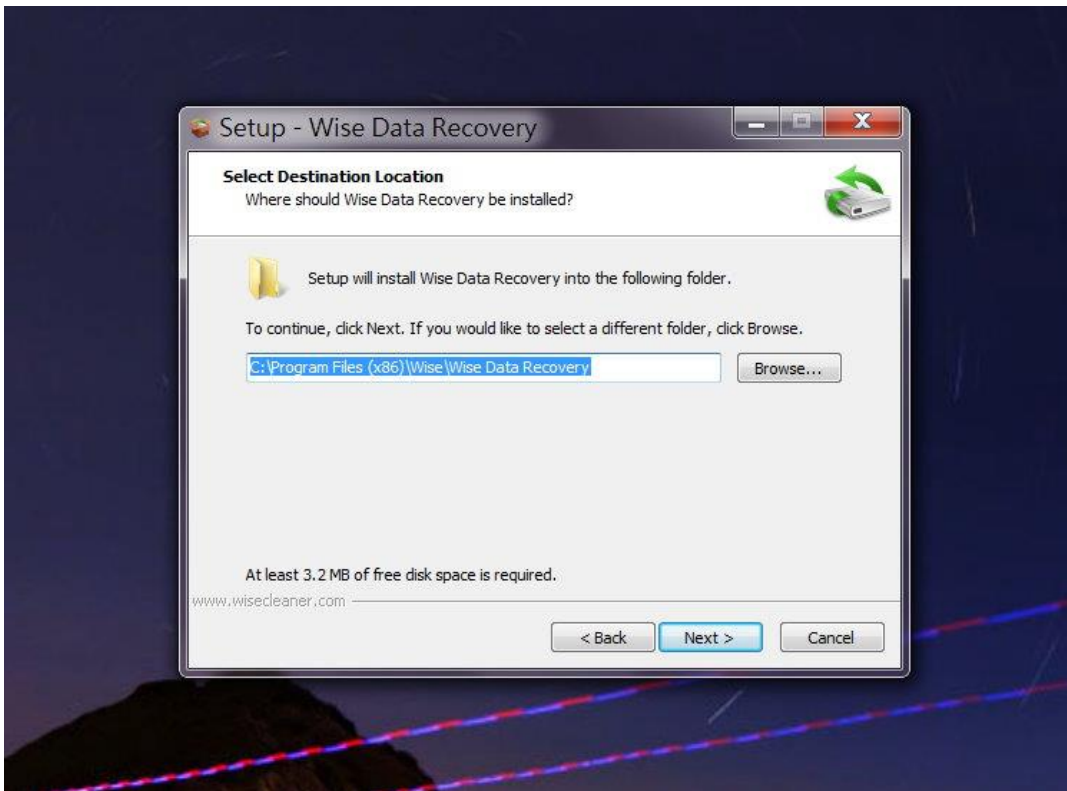 Setup - Wise Data Recovery
Select Destination Location
Where should Wise Data Recovery be installed?
Setup will install Wise Data Recovery into the following folder.
To continue, click Next. If you would like to select a different folder, click Browse.
C:\Program Files (x86)\Wise\Wise Data Recovery
Browse...
At least 3.2 MB of free disk space is required.
www.wisecleaner.com
< Back
Next >
Cancel